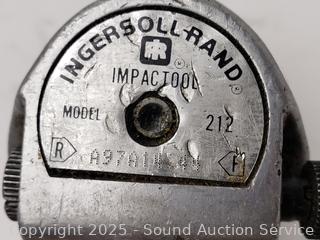 INGERSOLL-RAND
IR
IMPACTOOL
MODEL 212
R F
Copyright 2025 - Sound Auction Service